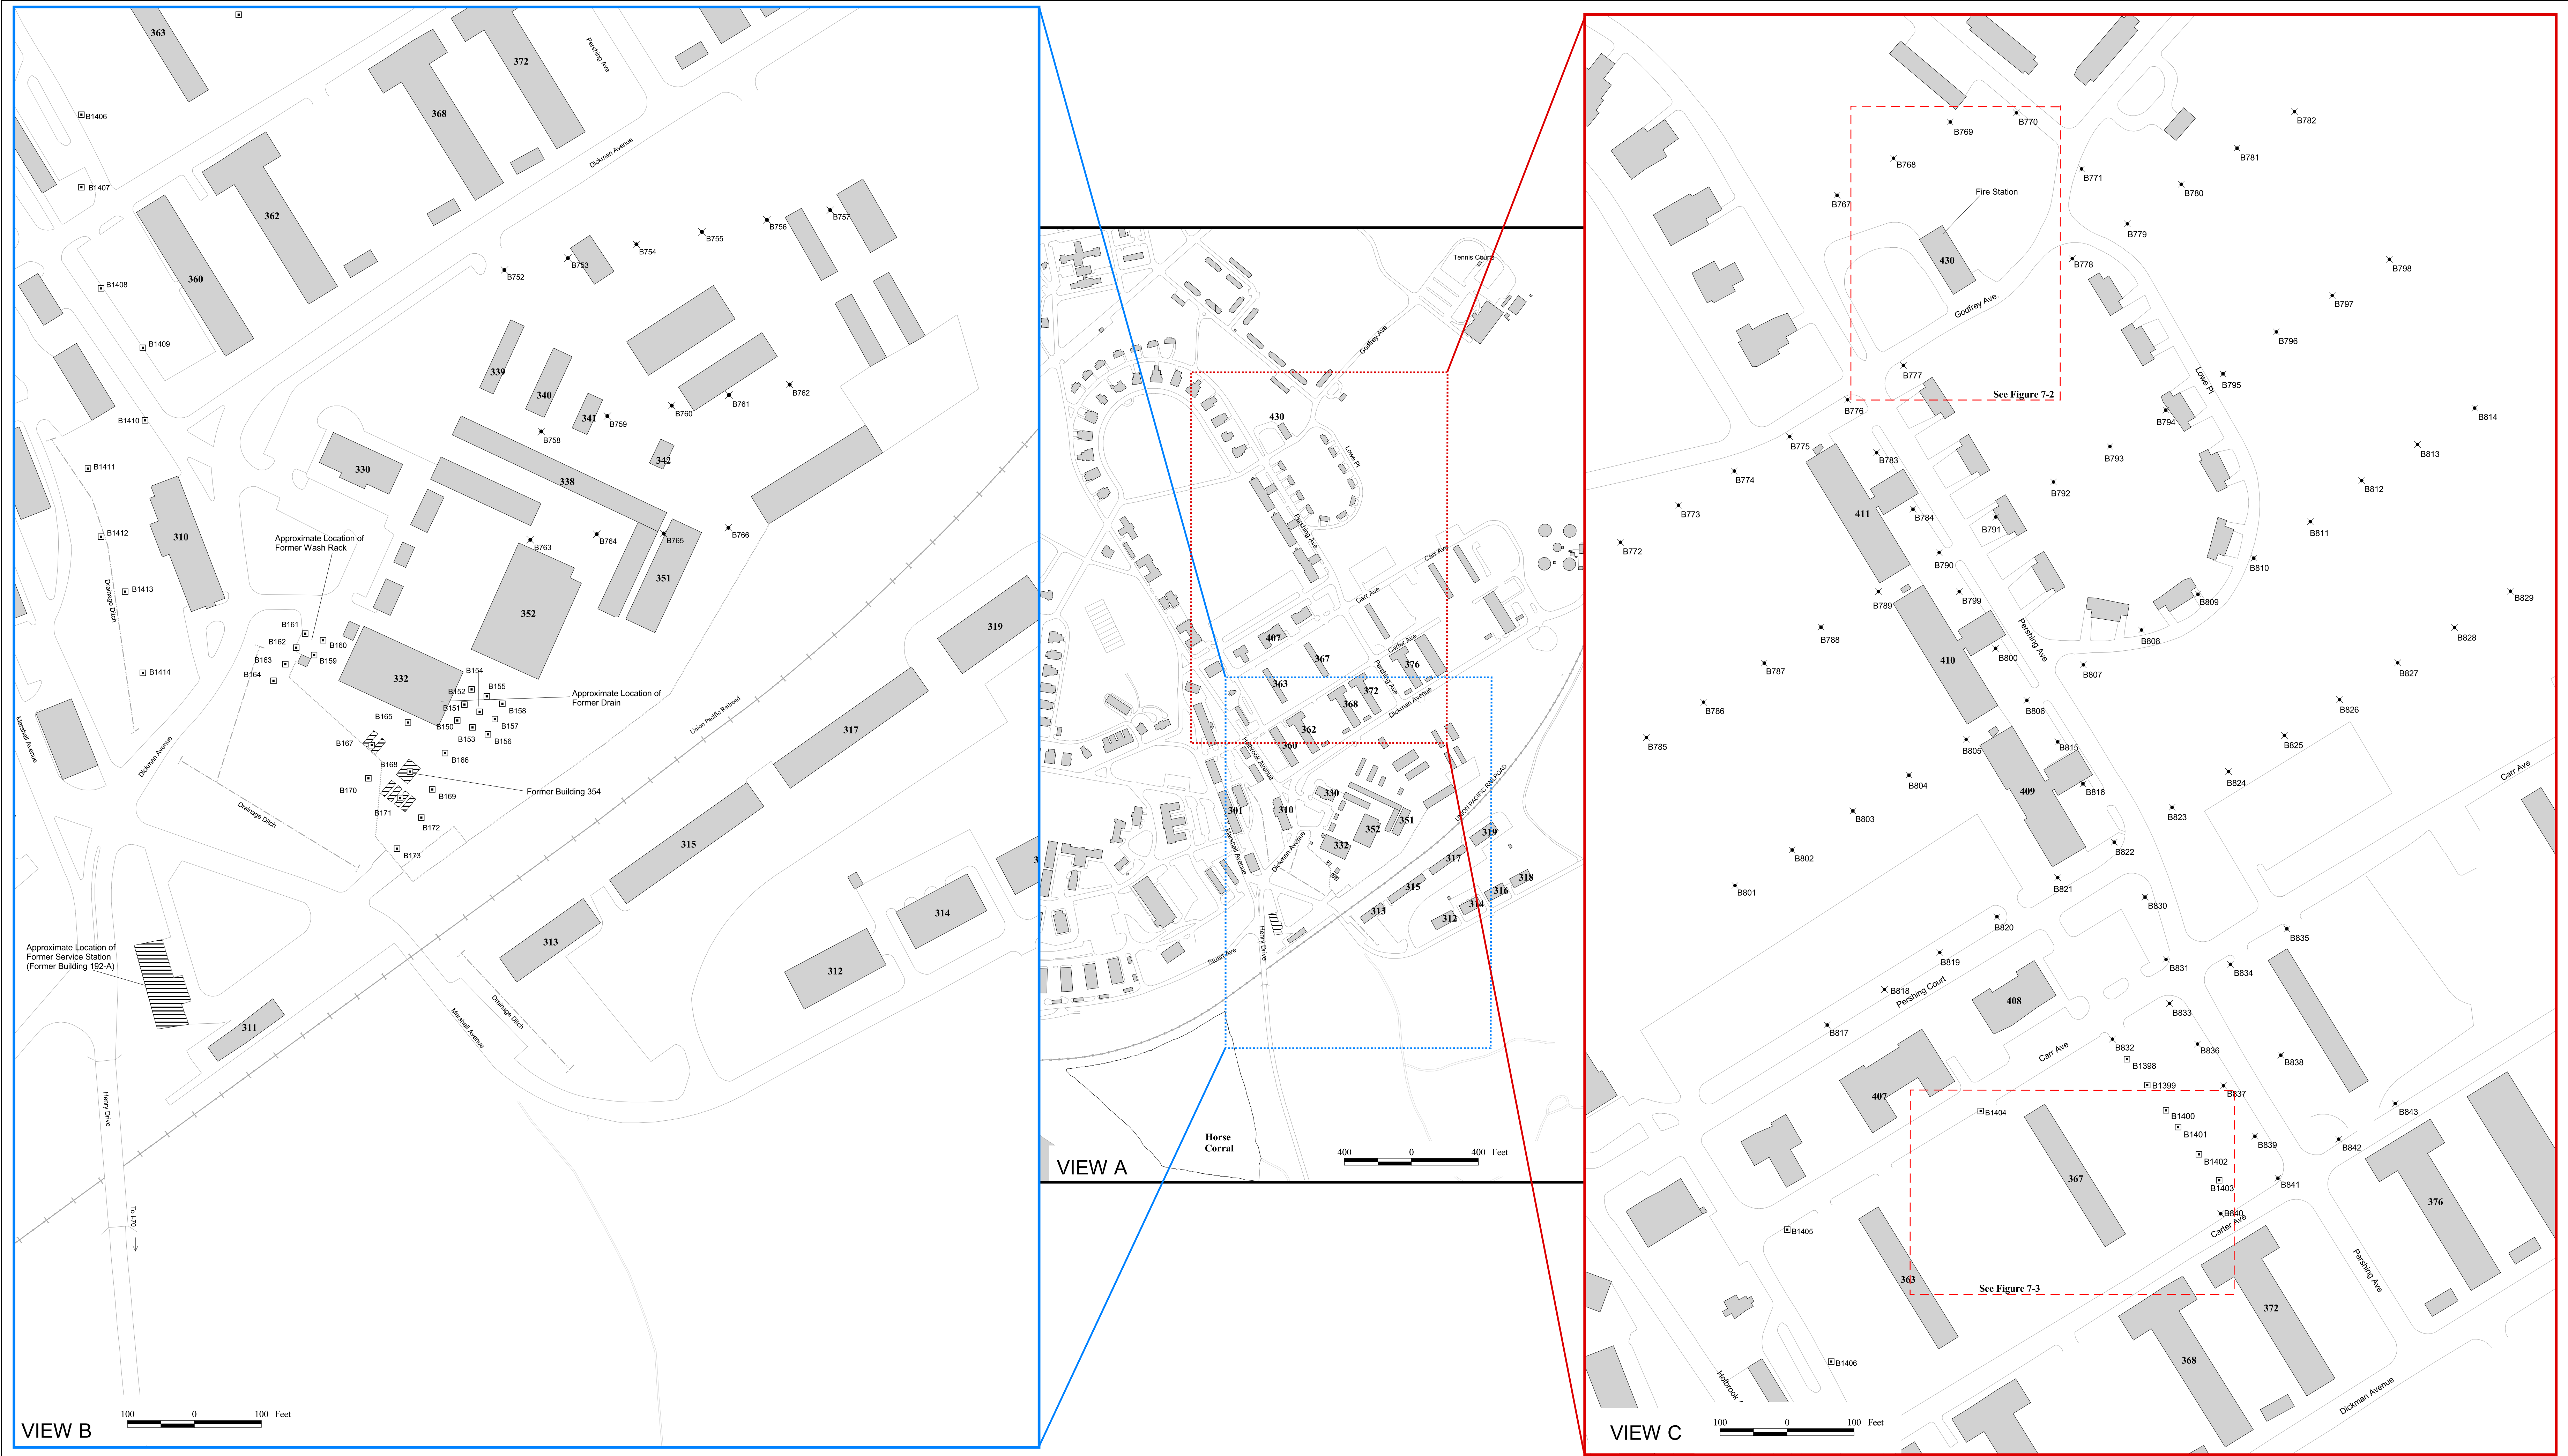 363
372
Pershing Ave
368
B1406
Dickman Avenue
B1407
362
B757
B756
B755
B754
B753
B752
360
B1408
B1409
339
340
341
B762
B761
B760
B759
B758
B1410
342
330
338
B1411
310
B1412
Approximate Location of
Former Wash Rack
B763
B764
B765
B766
351
Drainage Ditch
B1413
352
319
B161
B162
B160
B163
B159
B164
B1414
332
B154
B152
B155
Approximate Location of
Former Drain
B151
B158
B165
B150
B157
B153
B156
Marshall Avenue
Dickman Avenue
Union Pacific Railroad
317
B167
B166
B168
B170
B169
Former Building 354
B171
B172
Drainage Ditch
B173
315
3
314
Approximate Location of
Former Service Station
(Former Building 192-A)
313
312
Drainage Ditch
Marshall Avenue
311
Henry Drive
To I-70
100 0 100 Feet
VIEW B
Tennis Courts
Godfrey Ave
430
Lowe Pl
Pershing Ave
Carr Ave
Carr Ave
407
367
Carter Ave
376
Pershing Ave
363
372
368
Dickman Avenue
362
360
Holbrook Avenue
330
301
310
351
352
UNION PACIFIC RAILROAD
319
332
Marshall Avenue
Dickman Avenue
317
318
315
316
314
313
312
Henry Drive
Stuart Ave
Horse
Corral
400 0 400 Feet
VIEW A
B782
B770
B769
B781
B768
B771
B780
Fire Station
B767
B779
430
B778
B798
B797
Godfrey Ave.
B796
B777
Lowe Pl
B795
See Figure 7-2
B776
B794
B814
B775
B783
B793
B813
B774
B792
B812
B773
411
B784
B791
B811
B772
B790
B810
B789
B799
B809
B829
B788
Pershing Ave
B808
B828
B787
410
B800
B807
B827
B786
B806
B826
B785
B805
B815
B825
B804
409
B816
B824
Carr Ave
B803
B823
B802
B822
B801
B821
B830
B820
B835
B819
B831
B834
B818
Pershing Court
408
B833
B817
Carr Ave
B832
B836
B838
B1398
B1399
B837
407
B1404
B1400
B843
B1401
B839
B842
B1402
367
B1403
B841
376
B840
Carter Ave
B1405
363
See Figure 7-3
Pershing Ave
372
B1406
368
Holbrook
Dickman Avenue
100 0 100 Feet
VIEW C